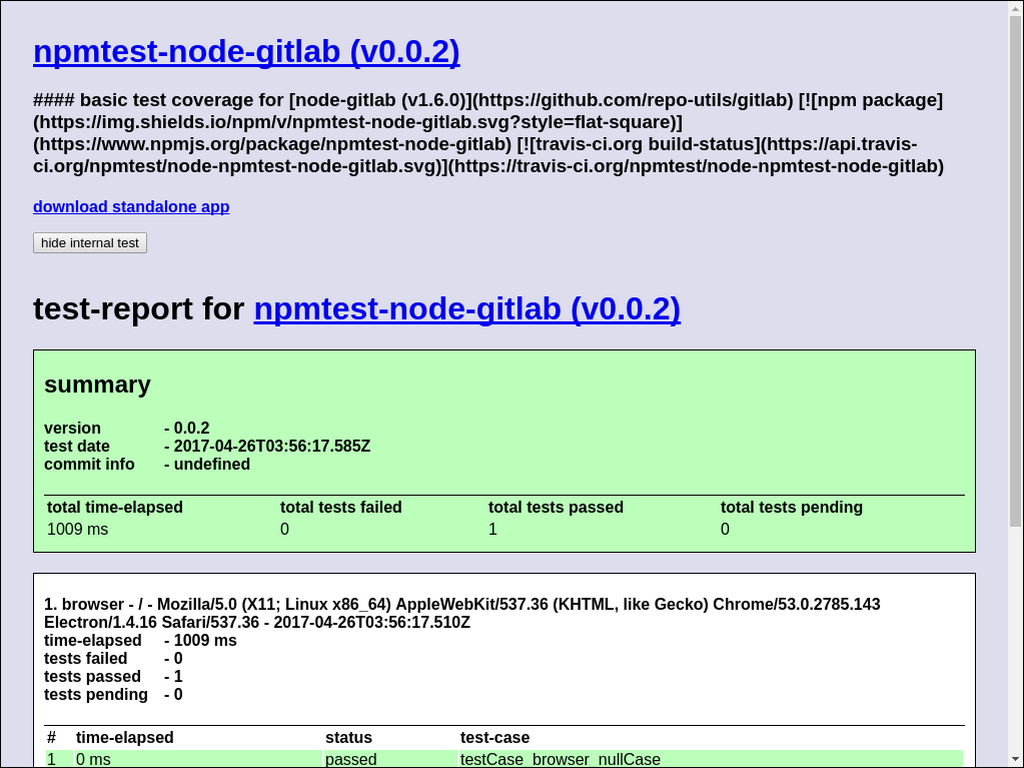 npmtest-node-gitlab (v0.0.2)
#### basic test coverage for [node-gitlab (v1.6.0)](https://github.com/repo-utils/gitlab) [![npm package]
(https://img.shields.io/npm/v/npmtest-node-gitlab.svg?style=flat-square)]
(https://www.npmjs.org/package/npmtest-node-gitlab) [![travis-ci.org build-status](https://api.travis-
ci.org/npmtest/node-npmtest-node-gitlab.svg)](https://travis-ci.org/npmtest/node-npmtest-node-gitlab)
download standalone app
hide internal test
test-report for npmtest-node-gitlab (v0.0.2)
summary
version - 0.0.2
test date - 2017-04-26T03:56:17.585Z
commit info - undefined
total time-elapsed total tests failed total tests passed total tests pending
1009 ms 0 1 0
1. browser - / - Mozilla/5.0 (X11; Linux x86_64) AppleWebKit/537.36 (KHTML, like Gecko) Chrome/53.0.2785.143
Electron/1.4.16 Safari/537.36 - 2017-04-26T03:56:17.510Z
time-elapsed - 1009 ms
tests failed - 0
tests passed - 1
tests pending - 0
# time-elapsed status test-case
1 0 ms passed testCase_browser_nullCase